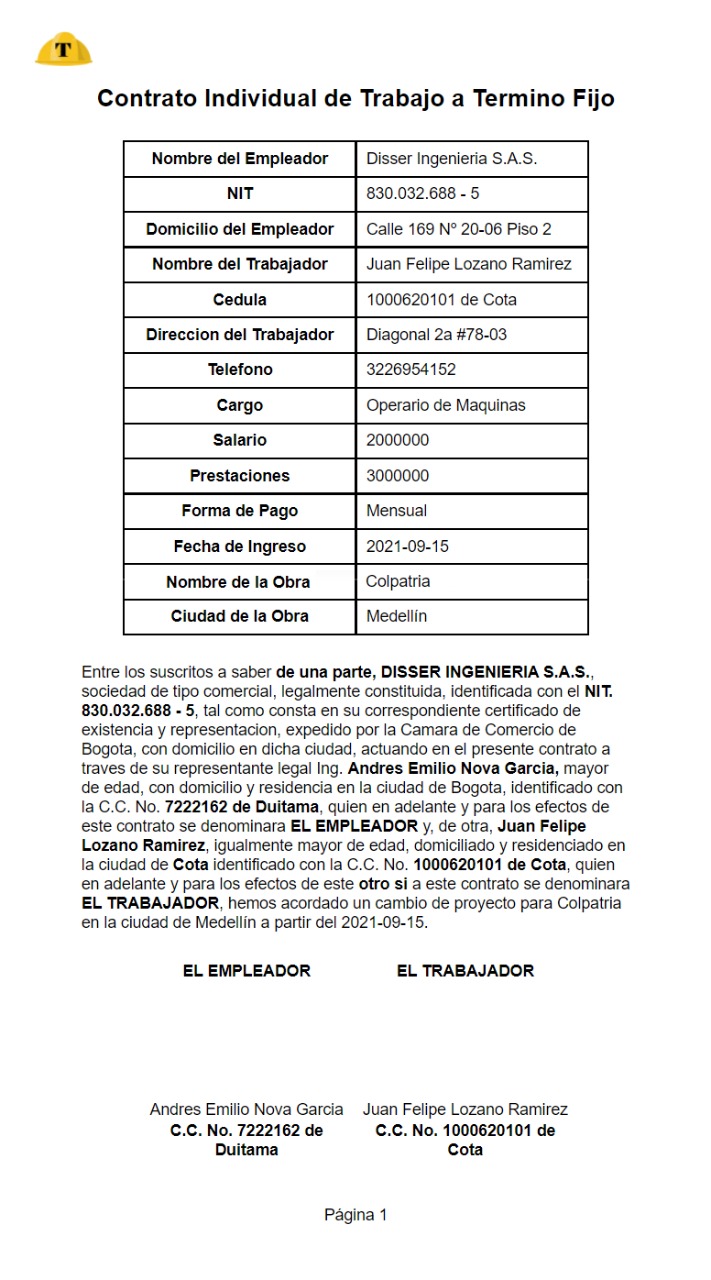 T
Contrato Individual de Trabajo a Termino Fijo
Nombre del Empleador Disser Ingenieria S.A.S.
NIT 830.032.688 - 5
Domicilio del Empleador Calle 169 Nº 20-06 Piso 2
Nombre del Trabajador Juan Felipe Lozano Ramirez
Cedula 1000620101 de Cota
Direccion del Trabajador Diagonal 2a #78-03
Telefono 3226954152
Cargo Operario de Maquinas
Salario 2000000
Prestaciones 3000000
Forma de Pago Mensual
Fecha de Ingreso 2021-09-15
Nombre de la Obra Colpatria
Ciudad de la Obra Medellín
Entre los suscritos a saber de una parte, DISSER INGENIERIA S.A.S.,
sociedad de tipo comercial, legalmente constituida, identificada con el NIT.
830.032.688 - 5, tal como consta en su correspondiente certificado de
existencia y representacion, expedido por la Camara de Comercio de
Bogota, con domicilio en dicha ciudad, actuando en el presente contrato a
traves de su representante legal Ing. Andres Emilio Nova Garcia, mayor
de edad, con domicilio y residencia en la ciudad de Bogota, identificado con
la C.C. No. 7222162 de Duitama, quien en adelante y para los efectos de
este contrato se denominara EL EMPLEADOR y, de otra, Juan Felipe
Lozano Ramirez, igualmente mayor de edad, domiciliado y residenciado en
la ciudad de Cota identificado con la C.C. No. 1000620101 de Cota, quien
en adelante y para los efectos de este otro si a este contrato se denominara
EL TRABAJADOR, hemos acordado un cambio de proyecto para Colpatria
en la ciudad de Medellín a partir del 2021-09-15.
EL EMPLEADOR EL TRABAJADOR
Andres Emilio Nova Garcia Juan Felipe Lozano Ramirez
C.C. No. 7222162 de C.C. No. 1000620101 de
Duitama Cota
Página 1